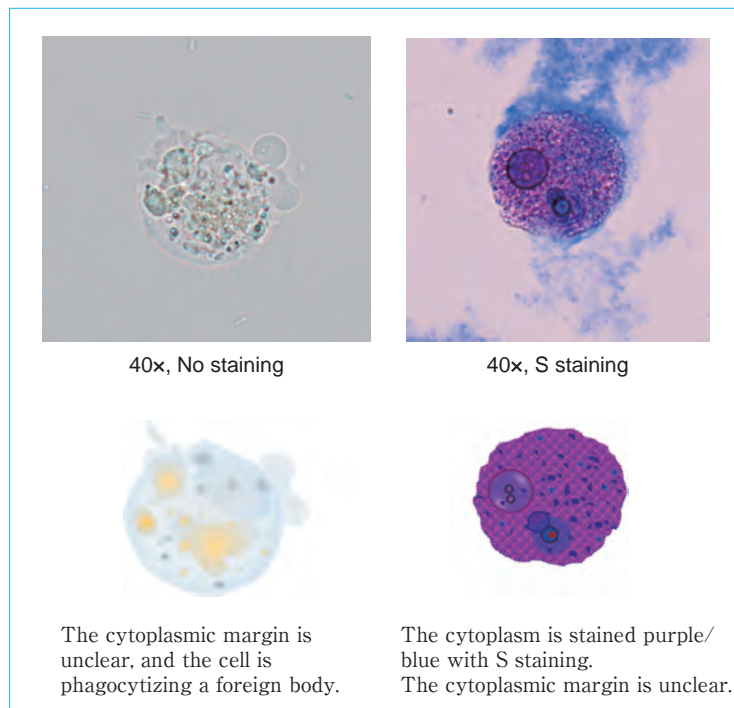 40×, No staining
40×, S staining
The cytoplasmic margin is
unclear, and the cell is
phagocytizing a foreign body.
The cytoplasm is stained purple/
blue with S staining.
The cytoplasmic margin is unclear.